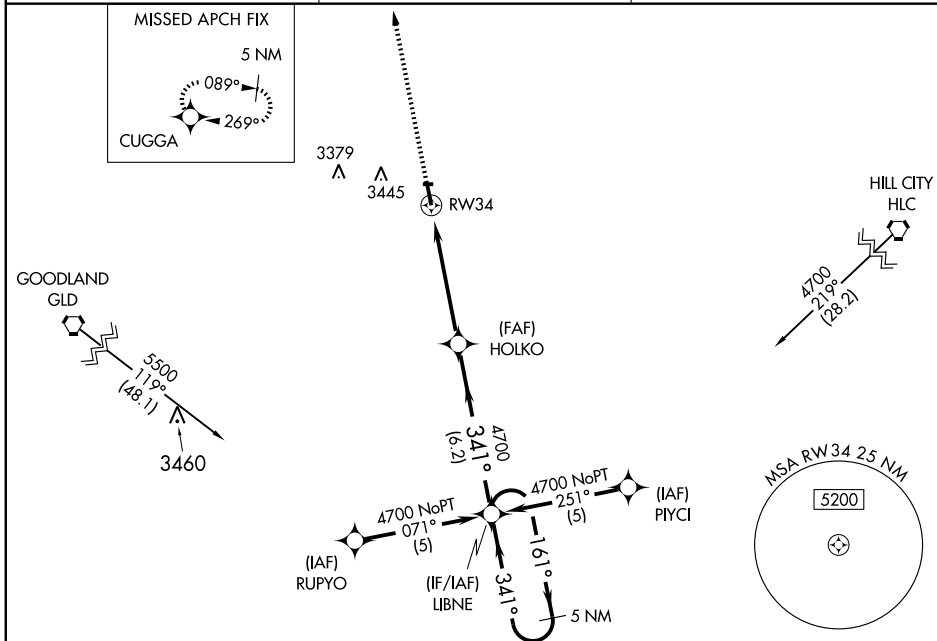 MISSED APCH FIX
5 NM
089°
269°
CUGGA
3379
3445
RW34
HILL CITY
HLC
4700
219°
(28.2)
GOODLAND
GLD
5500
119°
(48.1)
3460
(FAF)
HOLKO
4700
341°
(6.2)
MSA RW34 25 NM
5200
4700 NoPT
071°
(5)
4700 NoPT
251°
(5)
(IAF)
PIYCI
(IAF)
RUPYO
(IF/IAF)
LIBNE
161°
341°
5 NM